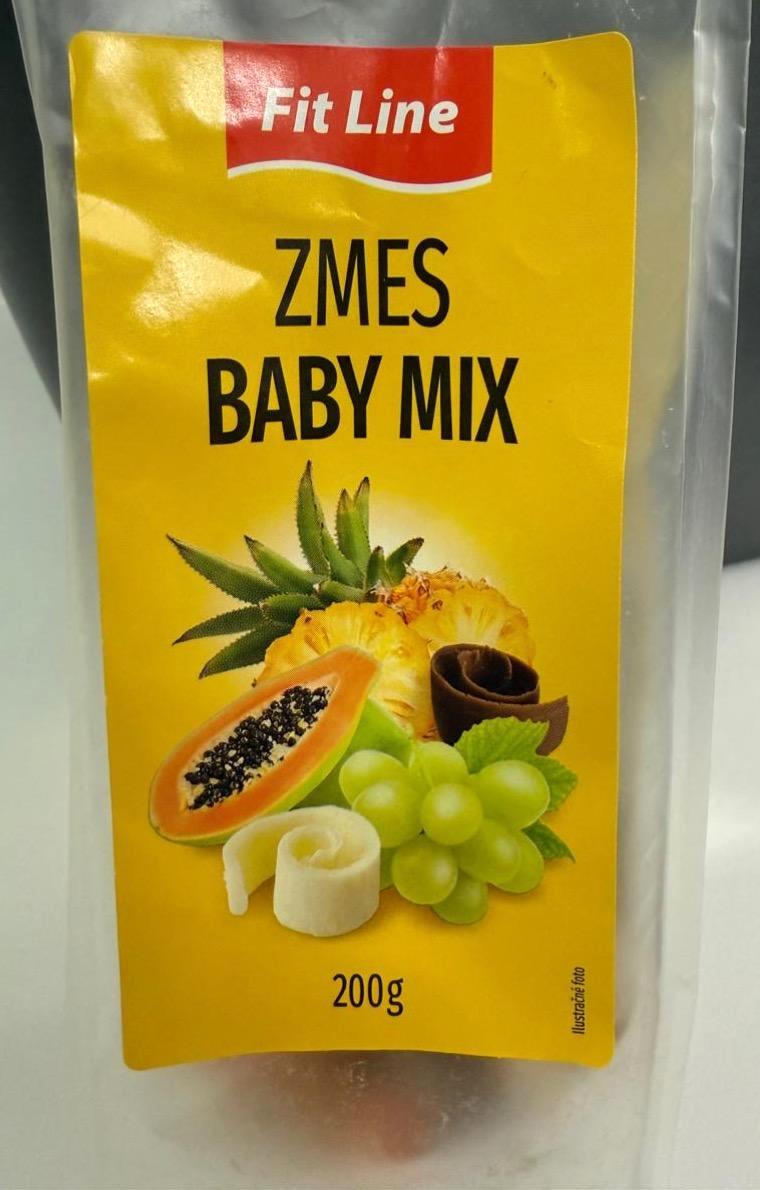 Fit Line
ZMES
BABY MIX
200g
Ilustračné foto